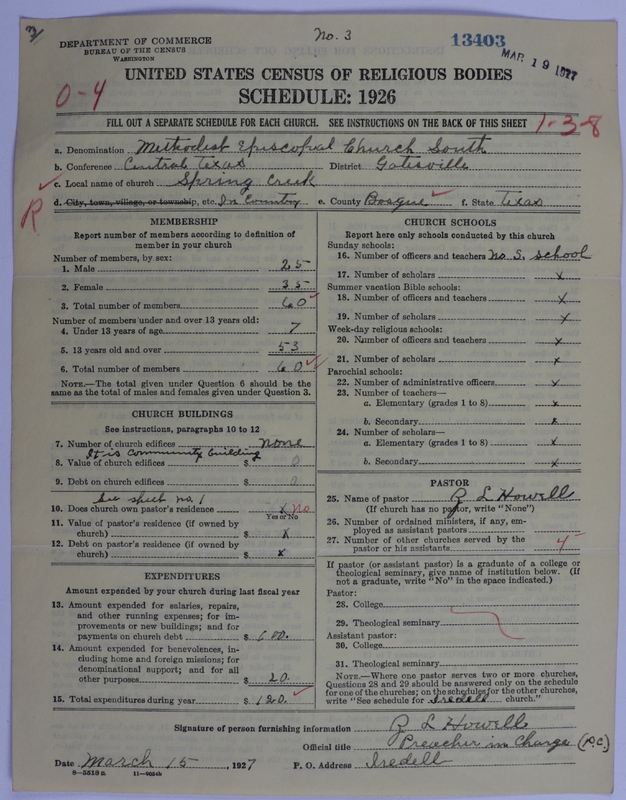 No. 3
13403
MAR 19 1927
DEPARTMENT OF COMMERCE
BUREAU OF THE CENSUS
WASHINGTON
UNITED STATES CENSUS OF RELIGIOUS BODIES
SCHEDULE: 1926
0-4
FILL OUT A SEPARATE SCHEDULE FOR EACH CHURCH. SEE INSTRUCTIONS ON THE BACK OF THIS SHEET
1-3-8
a. Denomination Methodist Episcopal Church South
b. Conference Central Texas District Gatesville
c. Local name of church Spring Creek
R
d. City, town, village, or township, etc. In Country e. County Bosque f. State Texas
MEMBERSHIP
Report number of members according to definition of
member in your church
Number of members, by sex:
1. Male 25
2. Female 35
3. Total number of members 60
Number of members under and over 13 years old:
4. Under 13 years of age 7
5. 13 years old and over 53
6. Total number of members 60
NOTE.—The total given under Question 6 should be the
same as the total of males and females given under Question 3.
CHURCH BUILDINGS
See instructions, paragraphs 10 to 12
7. Number of church edifices none
It is Community building
8. Value of church edifices $ 0
9. Debt on church edifices $ 0
See sheet no. 1
10. Does church own pastor's residence x No
Yes or No
11. Value of pastor's residence (if owned by
church) $ x
12. Debt on pastor's residence (if owned by
church) $ x
EXPENDITURES
Amount expended by your church during last fiscal year
13. Amount expended for salaries, repairs,
and other running expenses; for im-
provements or new buildings; and for
payments on church debt $
14. Amount expended for benevolences, in-
cluding home and foreign missions; for
denominational support; and for all
other purposes $ 20.
15. Total expenditures during year $ 120.
CHURCH SCHOOLS
Report here only schools conducted by this church
Sunday schools:
16. Number of officers and teachers No S. school
17. Number of scholars x
Summer vacation Bible schools:
18. Number of officers and teachers x
19. Number of scholars x
Week-day religious schools:
20. Number of officers and teachers x
21. Number of scholars x
Parochial schools:
22. Number of administrative officers x
23. Number of teachers—
a. Elementary (grades 1 to 8) x
b. Secondary x
24. Number of scholars—
a. Elementary (grades 1 to 8) x
b. Secondary x
PASTOR
25. Name of pastor R L Howell
(If church has no pastor, write "None")
26. Number of ordained ministers, if any, em-
ployed as assistant pastors
27. Number of other churches served by the
pastor or his assistants 4
If pastor (or assistant pastor) is a graduate of a college or
theological seminary, give name of institution below. (If
not a graduate, write "No" in the space indicated.)
Pastor:
28. College
29. Theological seminary
Assistant pastor:
30. College
31. Theological seminary
NOTE.—Where one pastor serves two or more churches,
Questions 28 and 29 should be answered only on the schedule
for one of the churches; on the schedules for the other churches,
write "See schedule for Iredell church."
Signature of person furnishing information R L Howell
Official title Preacher in Charge (P.C.)
Date March 15, 1927 P. O. Address Iredell
8-5518 a 11-9024b